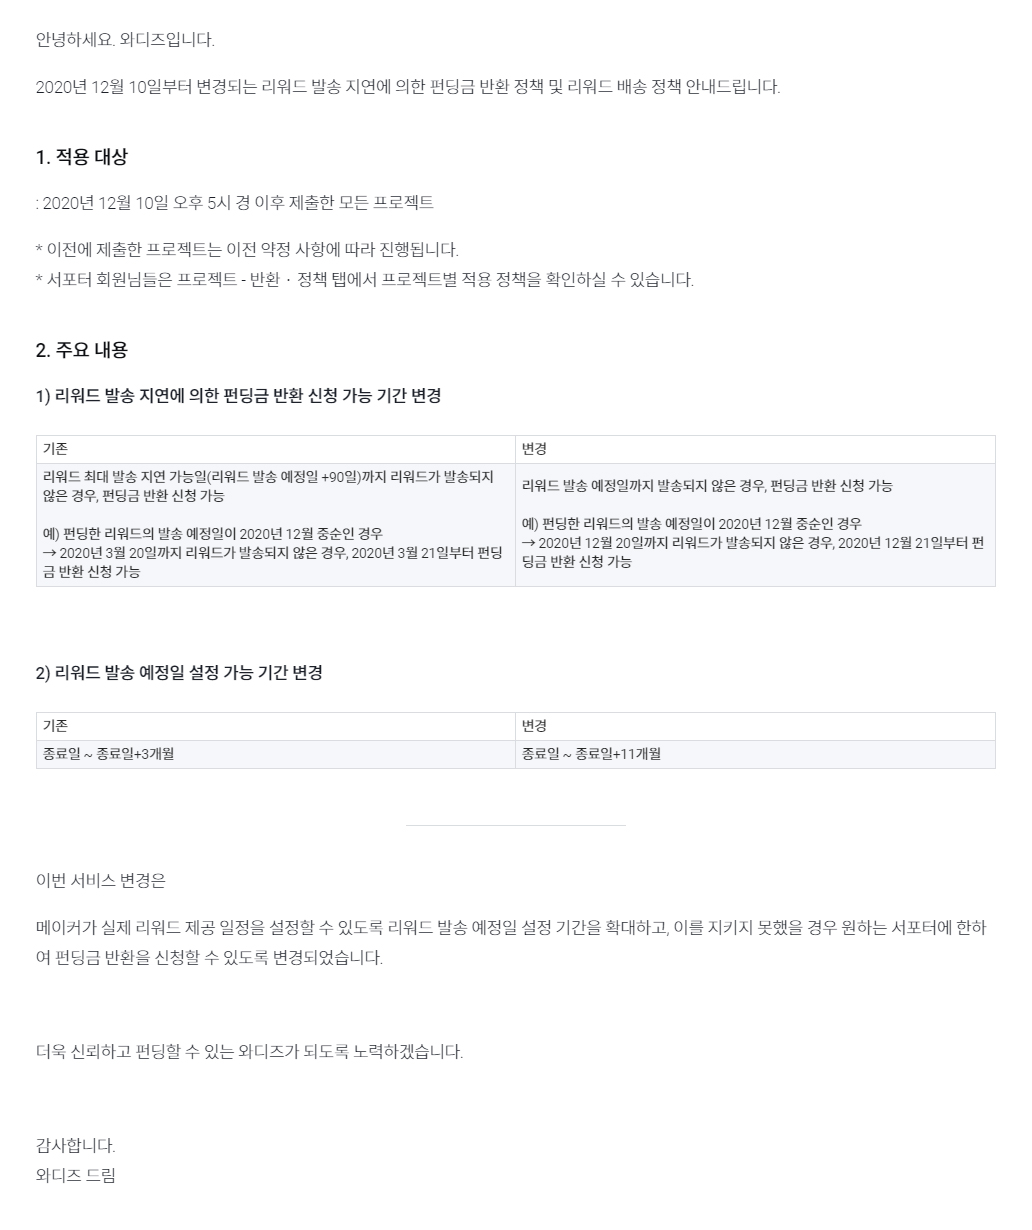 안녕하세요. 와디즈입니다.
2020년 12월 10일부터 변경되는 리워드 발송 지연에 의한 펀딩금 반환 정책 및 리워드 배송 정책 안내드립니다.
1. 적용 대상
: 2020년 12월 10일 오후 5시 경 이후 제출한 모든 프로젝트
* 이전에 제출한 프로젝트는 이전 약정 사항에 따라 진행됩니다.
* 서포터 회원님들은 프로젝트 - 반환 · 정책 탭에서 프로젝트별 적용 정책을 확인하실 수 있습니다.
2. 주요 내용
1) 리워드 발송 지연에 의한 펀딩금 반환 신청 가능 기간 변경
기존
변경
리워드 최대 발송 지연 가능일(리워드 발송 예정일 +90일)까지 리워드가 발송되지
않은 경우, 펀딩금 반환 신청 가능
예) 펀딩한 리워드의 발송 예정일이 2020년 12월 중순인 경우
→ 2020년 3월 20일까지 리워드가 발송되지 않은 경우, 2020년 3월 21일부터 펀딩
금 반환 신청 가능
리워드 발송 예정일까지 발송되지 않은 경우, 펀딩금 반환 신청 가능
예) 펀딩한 리워드의 발송 예정일이 2020년 12월 중순인 경우
→ 2020년 12월 20일까지 리워드가 발송되지 않은 경우, 2020년 12월 21일부터 펀
딩금 반환 신청 가능
2) 리워드 발송 예정일 설정 가능 기간 변경
기존
변경
종료일 ~ 종료일+3개월
종료일 ~ 종료일+11개월
이번 서비스 변경은
메이커가 실제 리워드 제공 일정을 설정할 수 있도록 리워드 발송 예정일 설정 기간을 확대하고, 이를 지키지 못했을 경우 원하는 서포터에 한하
여 펀딩금 반환을 신청할 수 있도록 변경되었습니다.
더욱 신뢰하고 펀딩할 수 있는 와디즈가 되도록 노력하겠습니다.
감사합니다.
와디즈 드림